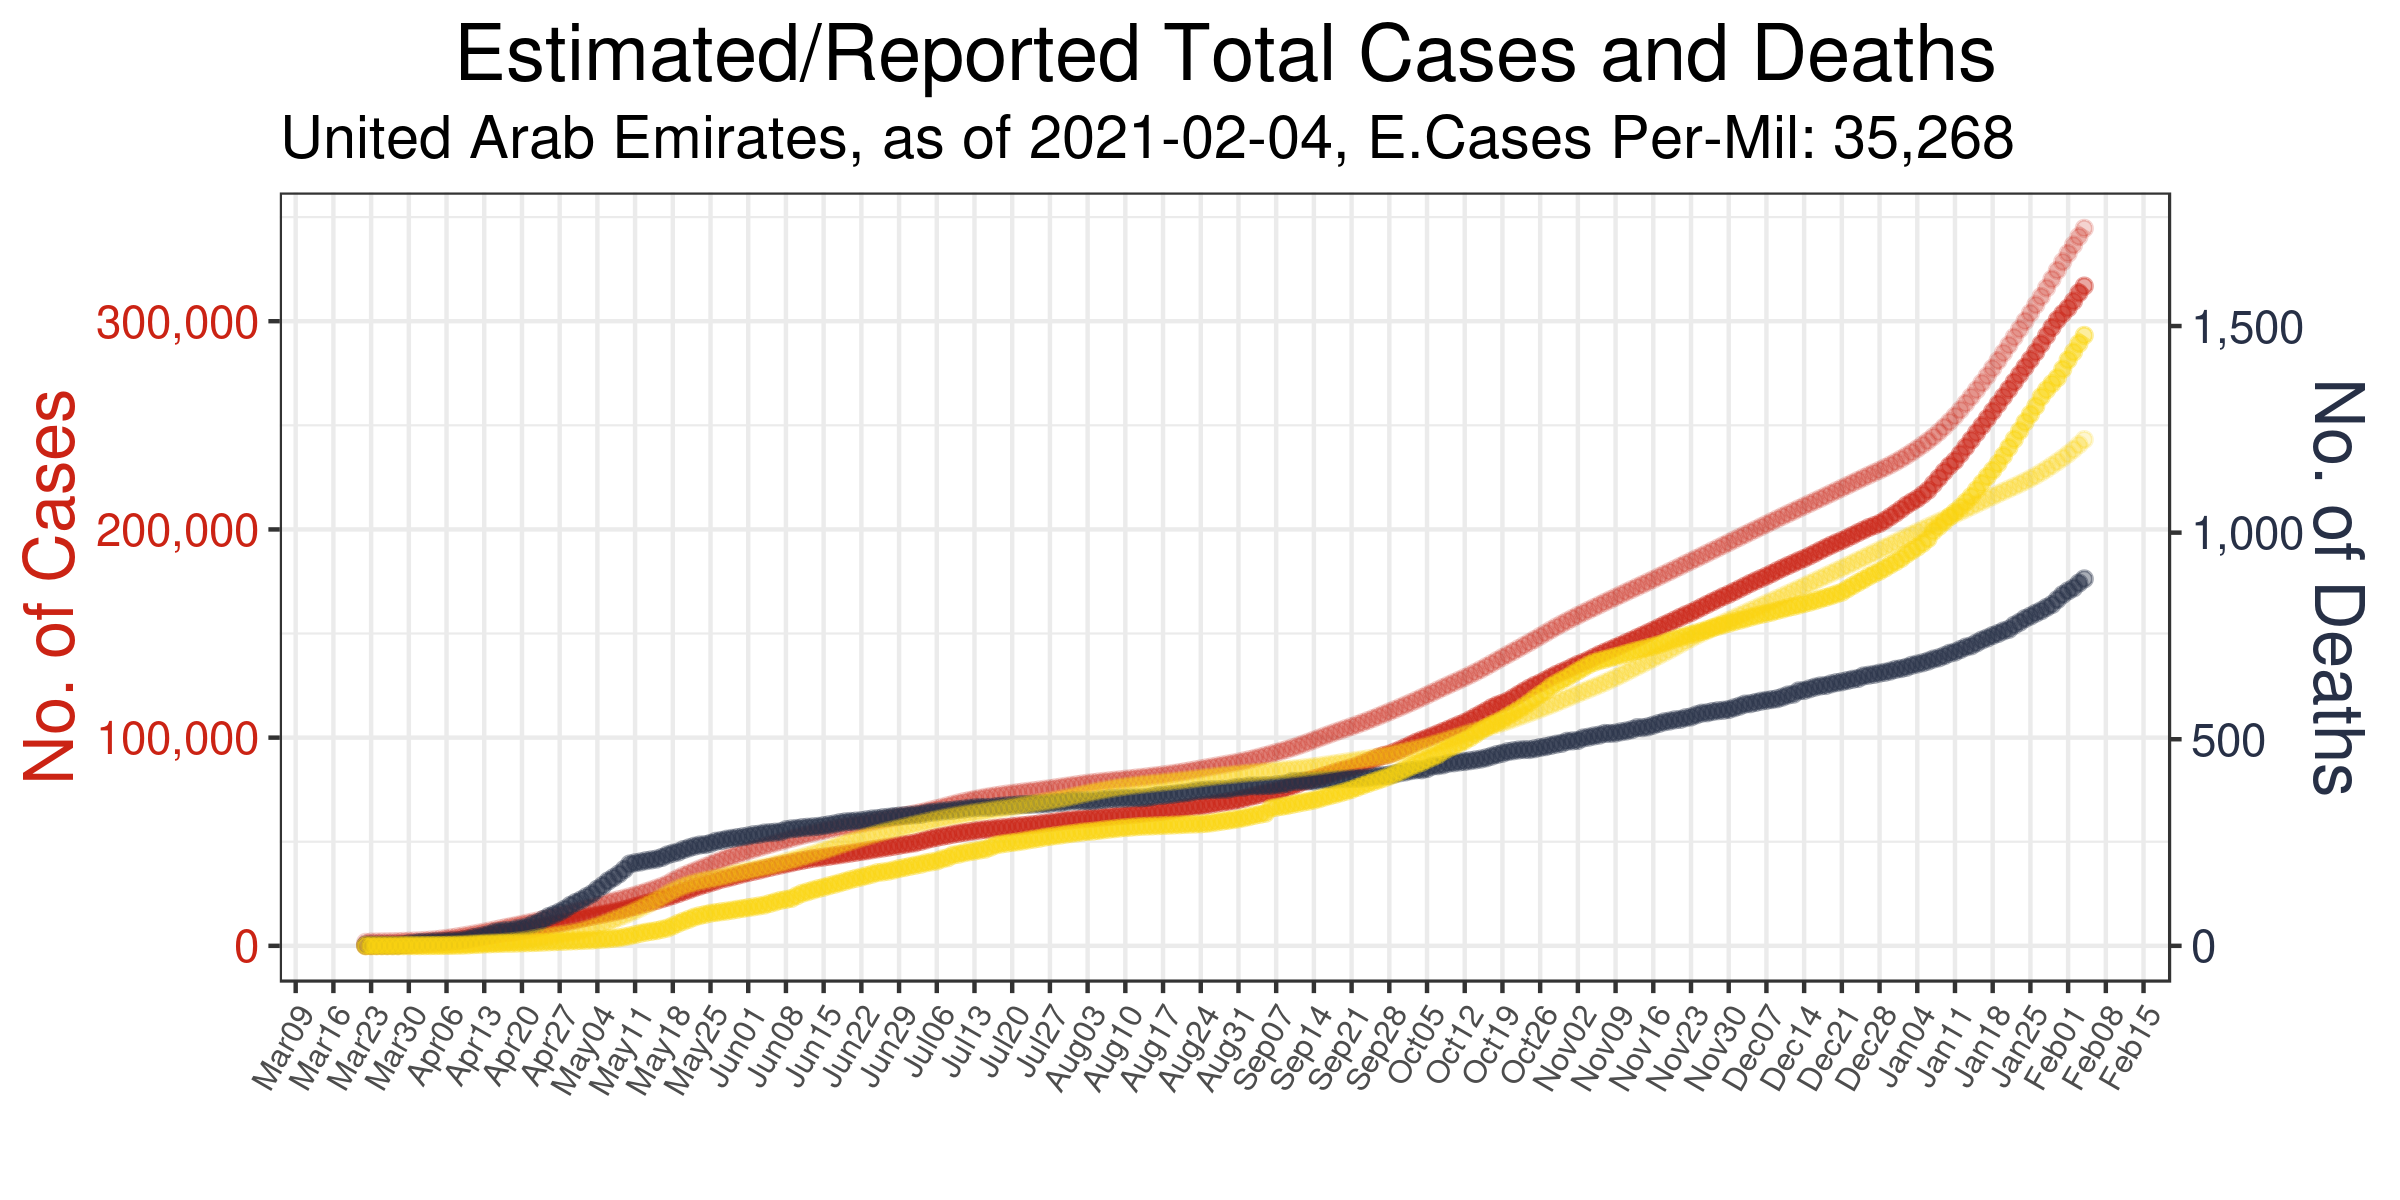 Estimated/Reported Total Cases and Deaths
United Arab Emirates, as of 2021-02-04, E.Cases Per-Mil: 35,268
No. of Cases
300,000
200,000
100,000
0
1,500
1,000
500
0
No. of Deaths
Mar09
Mar16
Mar23
Mar30
Apr06
Apr13
Apr20
Apr27
May04
May11
May18
May25
Jun01
Jun08
Jun15
Jun22
Jun29
Jul06
Jul13
Jul20
Jul27
Aug03
Aug10
Aug17
Aug24
Aug31
Sep07
Sep14
Sep21
Sep28
Oct05
Oct12
Oct19
Oct26
Nov02
Nov09
Nov16
Nov23
Nov30
Dec07
Dec14
Dec21
Dec28
Jan04
Jan11
Jan18
Jan25
Feb01
Feb08
Feb15